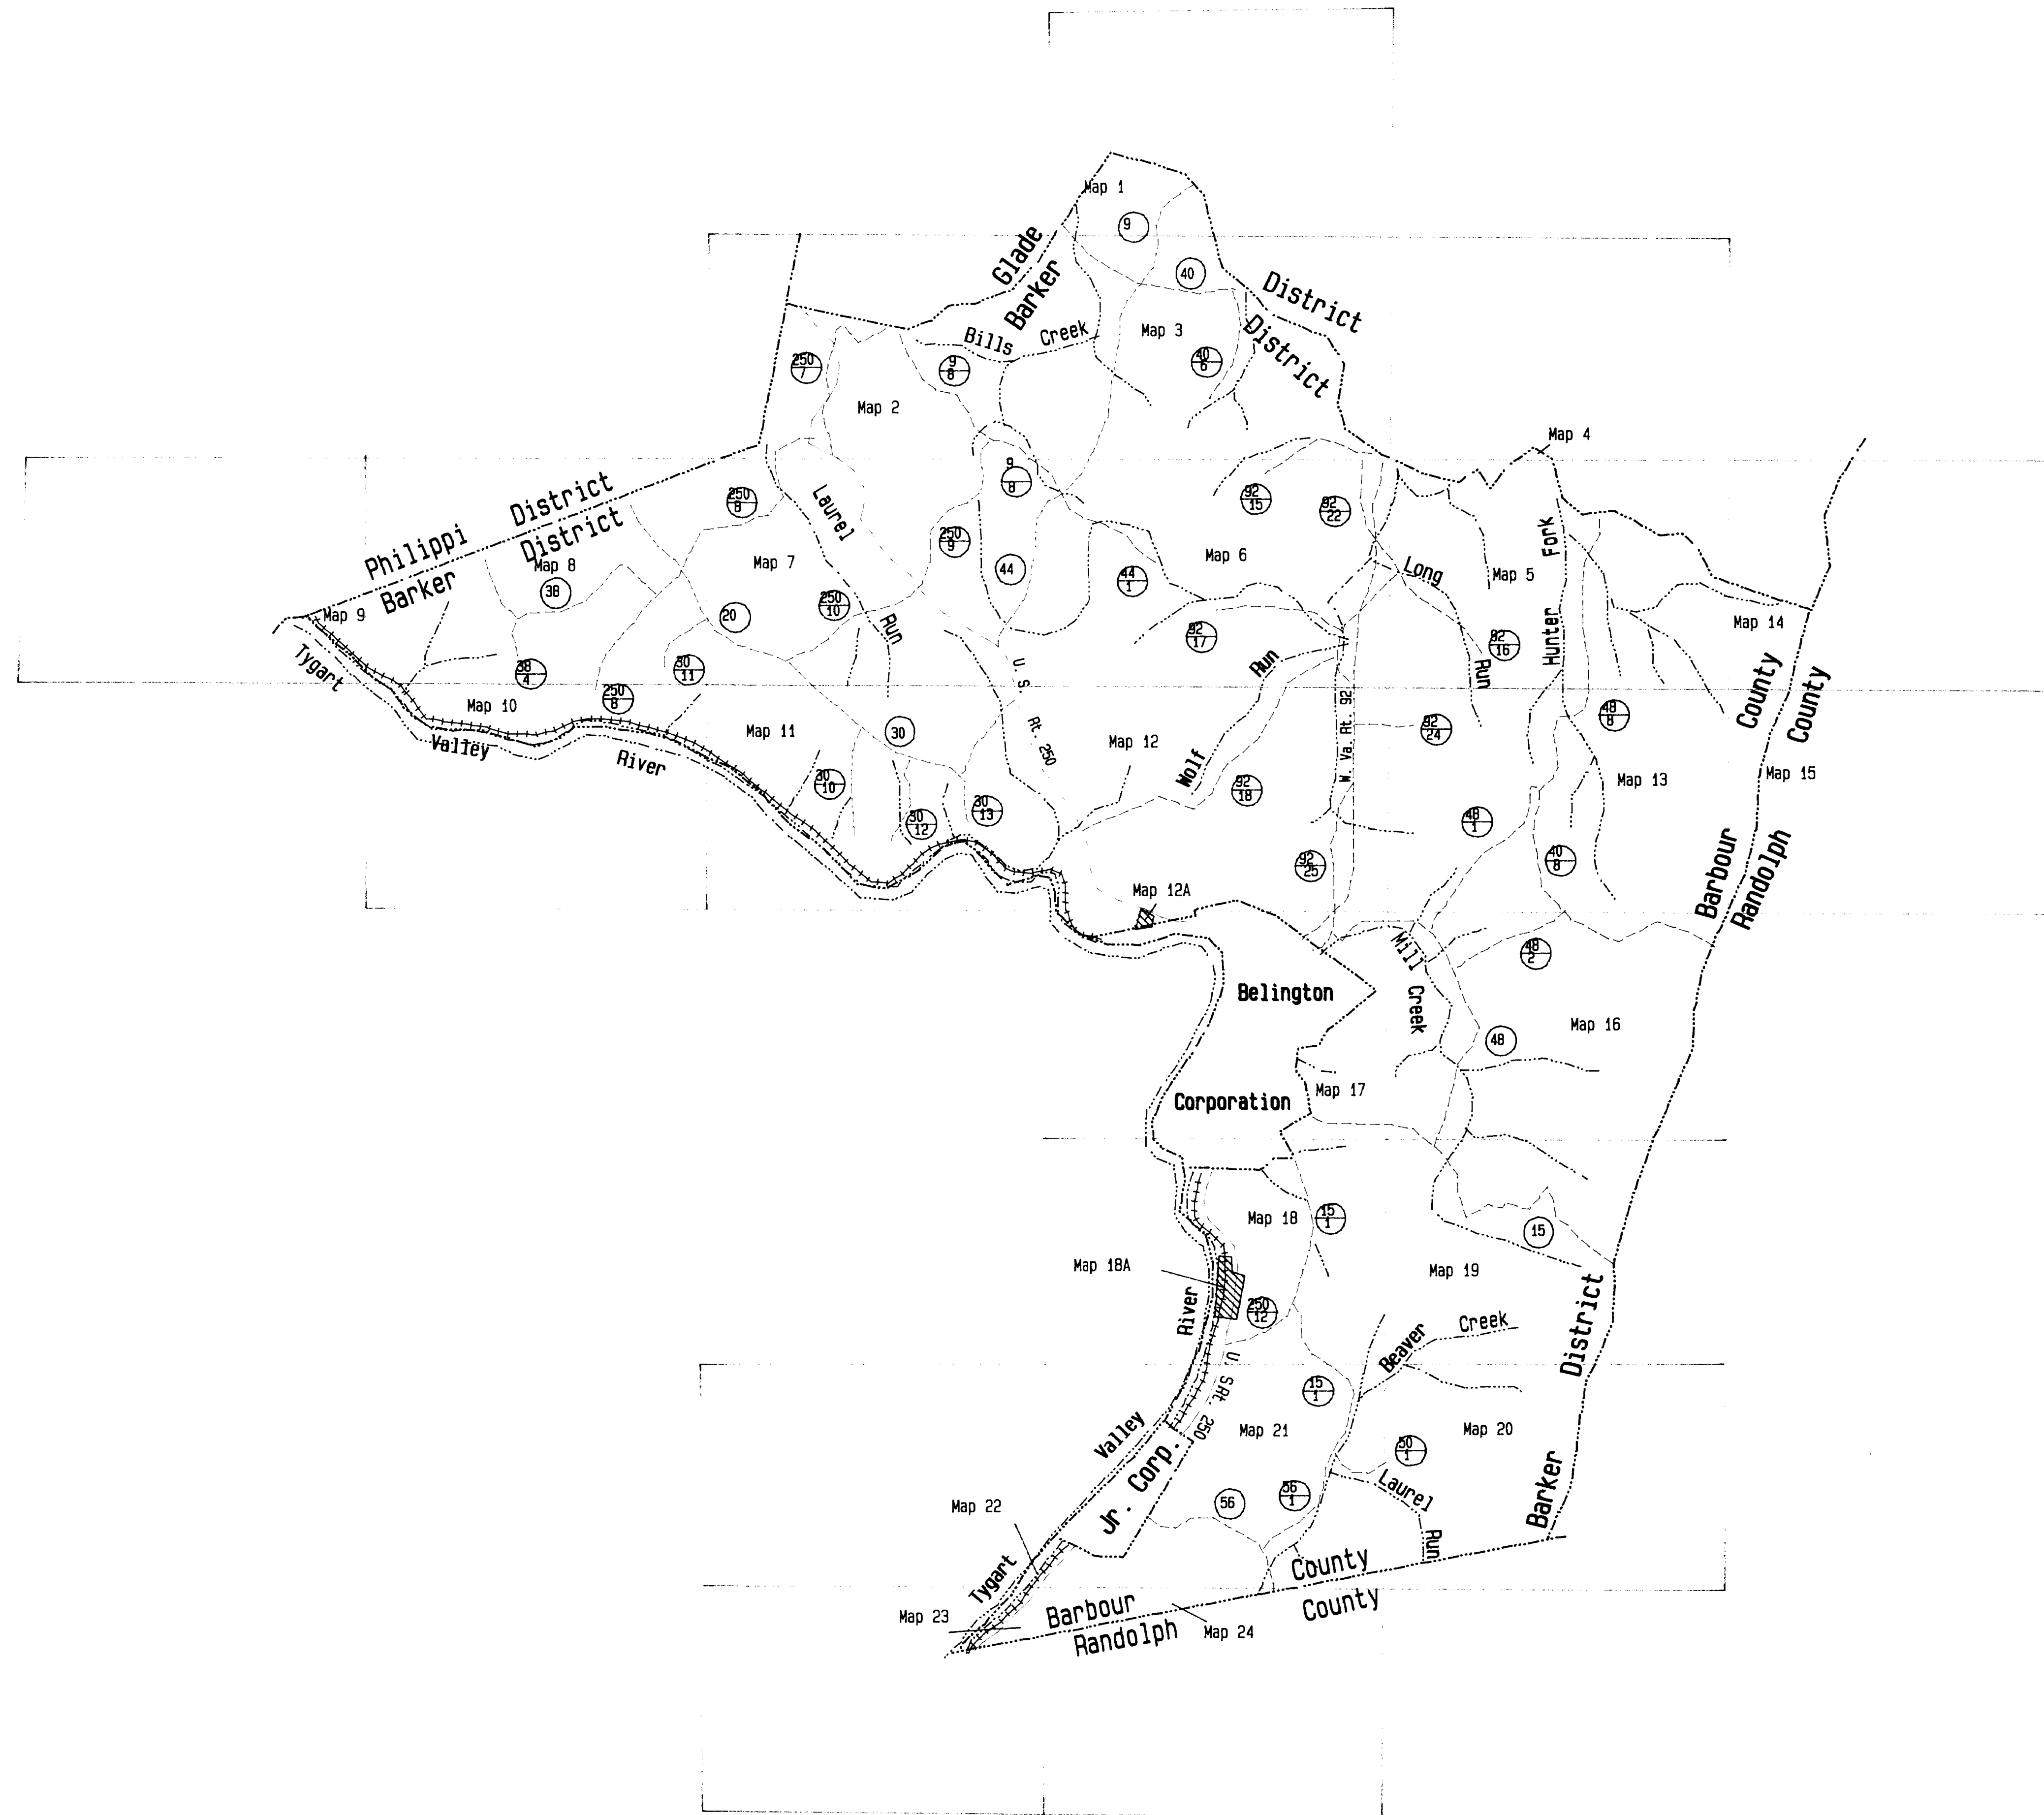 Map 1
9
Glade District
Barker District
40
Bills Creek
Map 3
250
7
9
8
40
6
Map 2
Map 4
Philippi District
Barker District
250
8
Laurel Run
9
8
92
15
92
22
Hunter Fork
250
9
Map 8
Map 7
44
44
1
Map 6
Long Run
Map 5
38
Map 9
20
250
10
92
17
92
16
Map 14
Tygart Valley River
38
4
250
8
30
11
U. S. Rt. 250
Wolf Run
W. Va. Rt. 92
County
County
Map 10
Map 11
30
Map 12
92
24
48
8
Map 13
Map 15
30
10
30
12
30
13
92
18
48
1
40
8
92
25
Barbour
Randolph
Map 12A
Mill Creek
48
2
Belington
Corporation
Map 16
48
Map 17
Map 18
15
1
15
Map 18A
Map 19
250
12
River
U. S Rt. 250
Beaver Creek
District
15
1
Valley
Map 21
Map 20
50
1
Jr. Corp.
Laurel Run
Barker
Map 22
56
56
1
Tygart
Map 23
Barbour County
Randolph County
Map 24